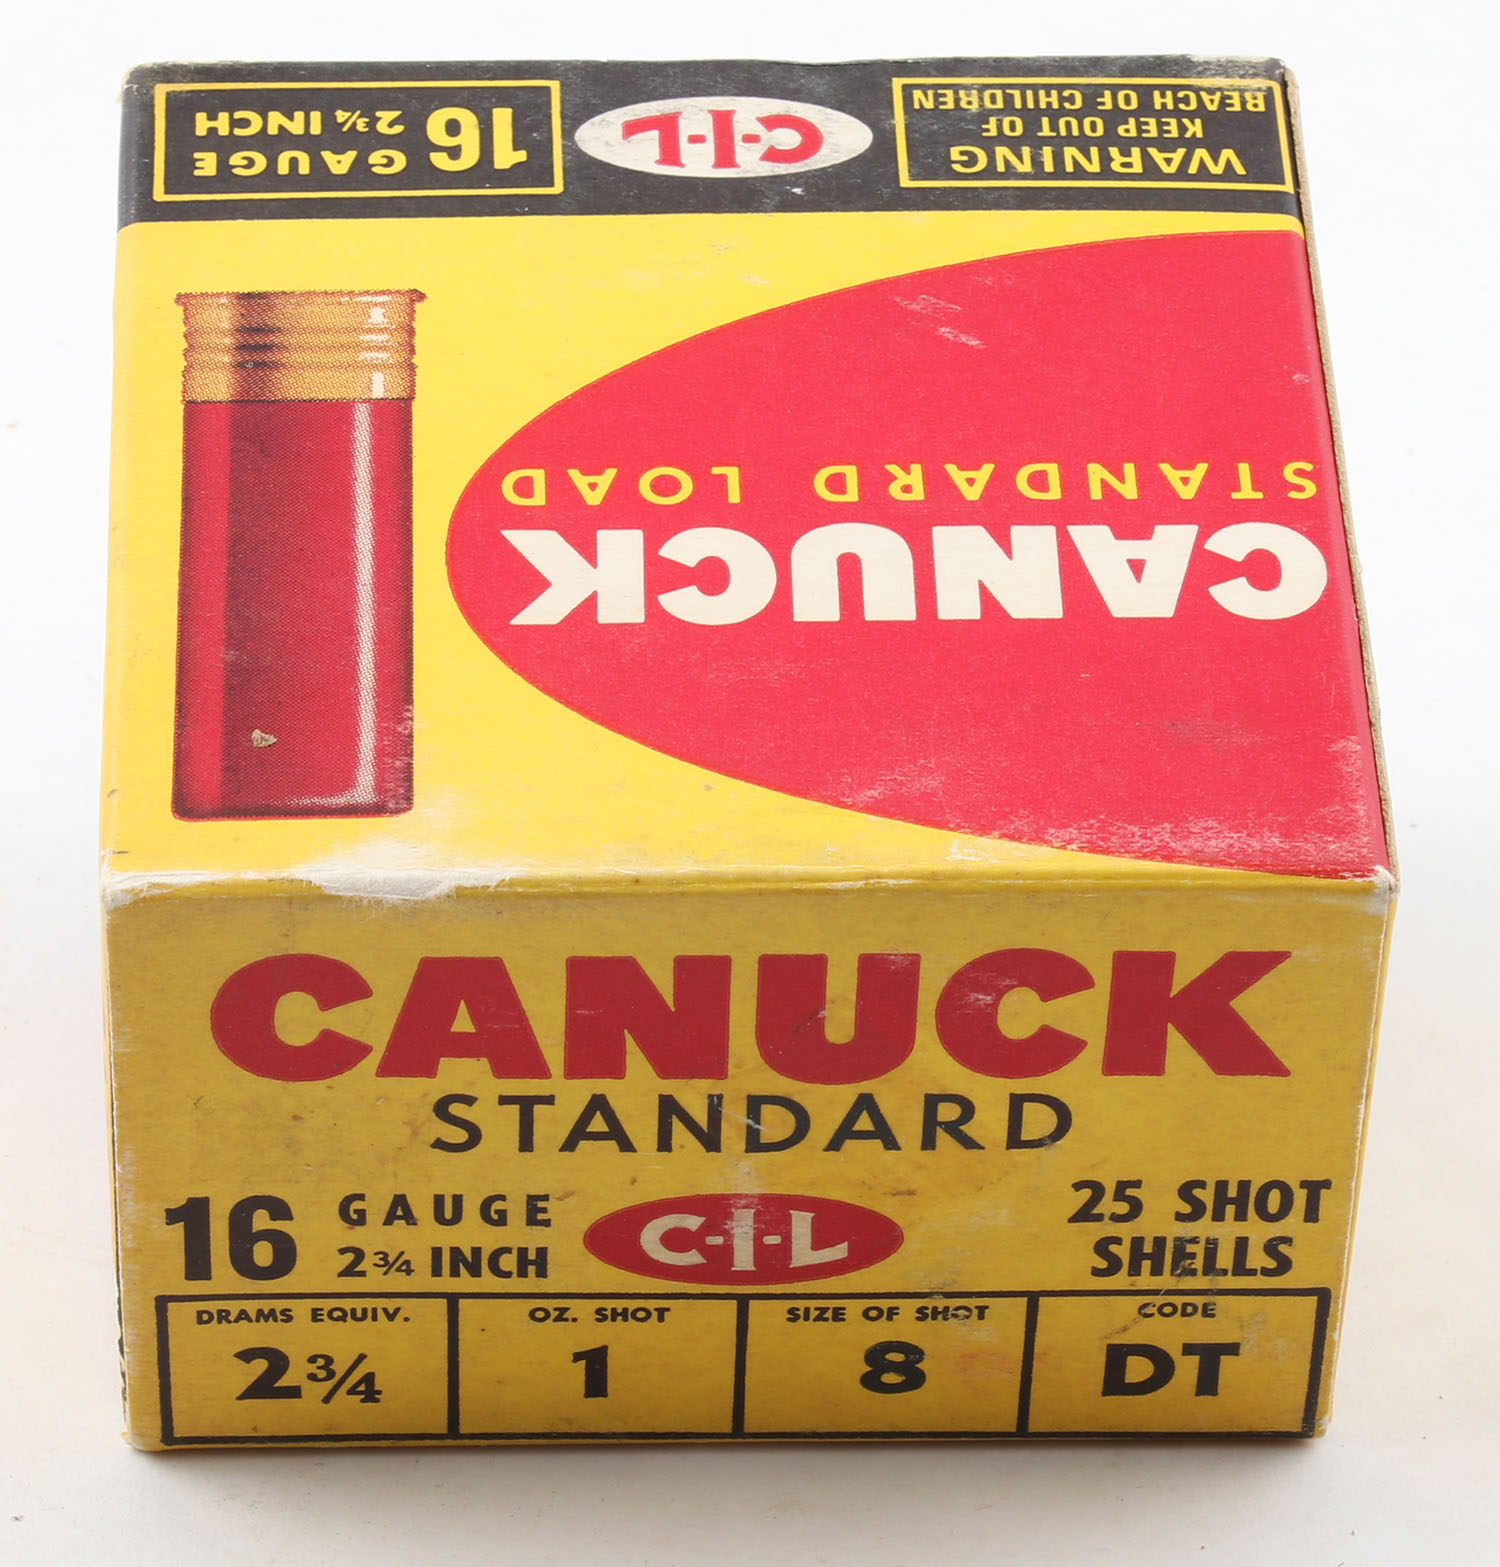 WARNING
KEEP OUT OF
REACH OF CHILDREN
C-I-L
16 GAUGE
2¾ INCH
CANUCK
STANDARD LOAD
CANUCK
STANDARD
16 GAUGE
2¾ INCH
C-I-L
25 SHOT
SHELLS
DRAMS EQUIV. OZ. SHOT SIZE OF SHOT CODE
2¾ 1 8 DT